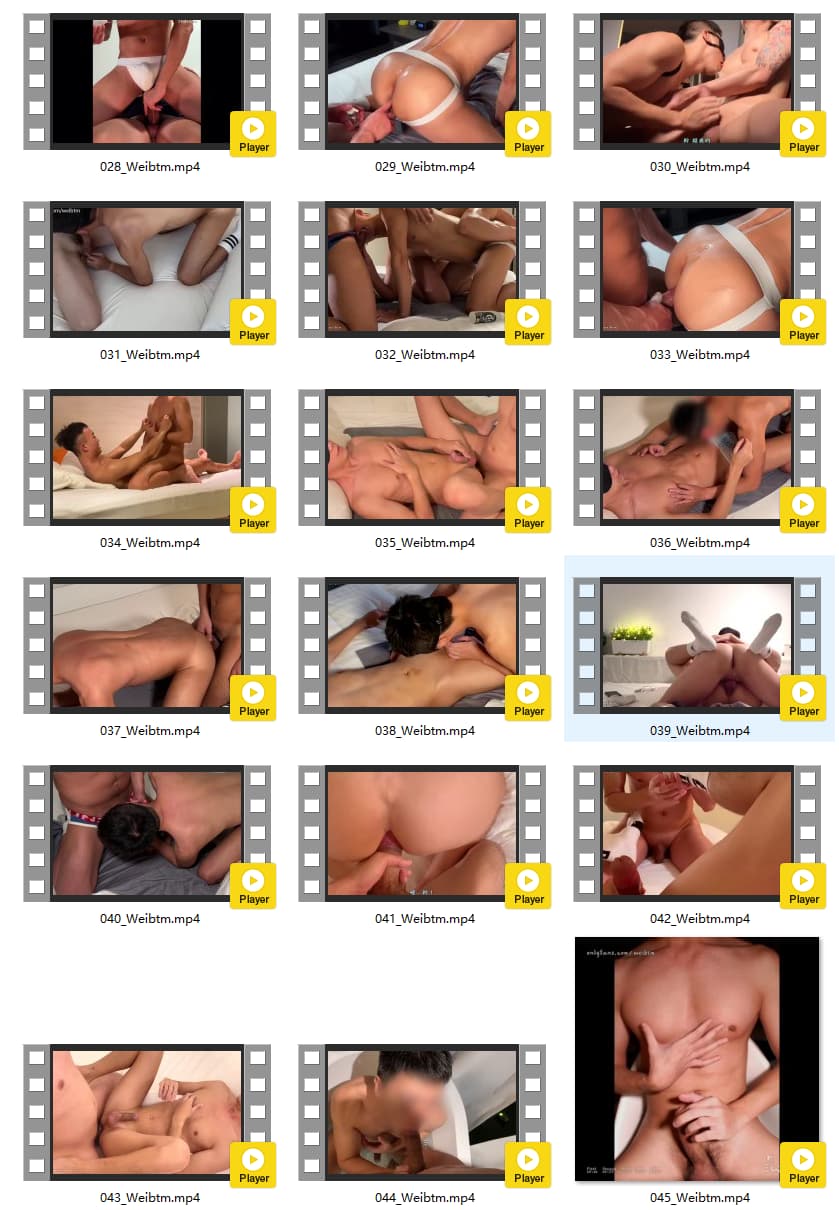 Player
Player
Player
028_Weibtm.mp4
029_Weibtm.mp4
030_Weibtm.mp4
Player
Player
Player
031_Weibtm.mp4
032_Weibtm.mp4
033_Weibtm.mp4
Player
Player
Player
034_Weibtm.mp4
035_Weibtm.mp4
036_Weibtm.mp4
Player
Player
Player
037_Weibtm.mp4
038_Weibtm.mp4
039_Weibtm.mp4
Player
Player
Player
040_Weibtm.mp4
041_Weibtm.mp4
042_Weibtm.mp4
onlyfans.com/weibtm
Player
Player
Player
043_Weibtm.mp4
044_Weibtm.mp4
045_Weibtm.mp4